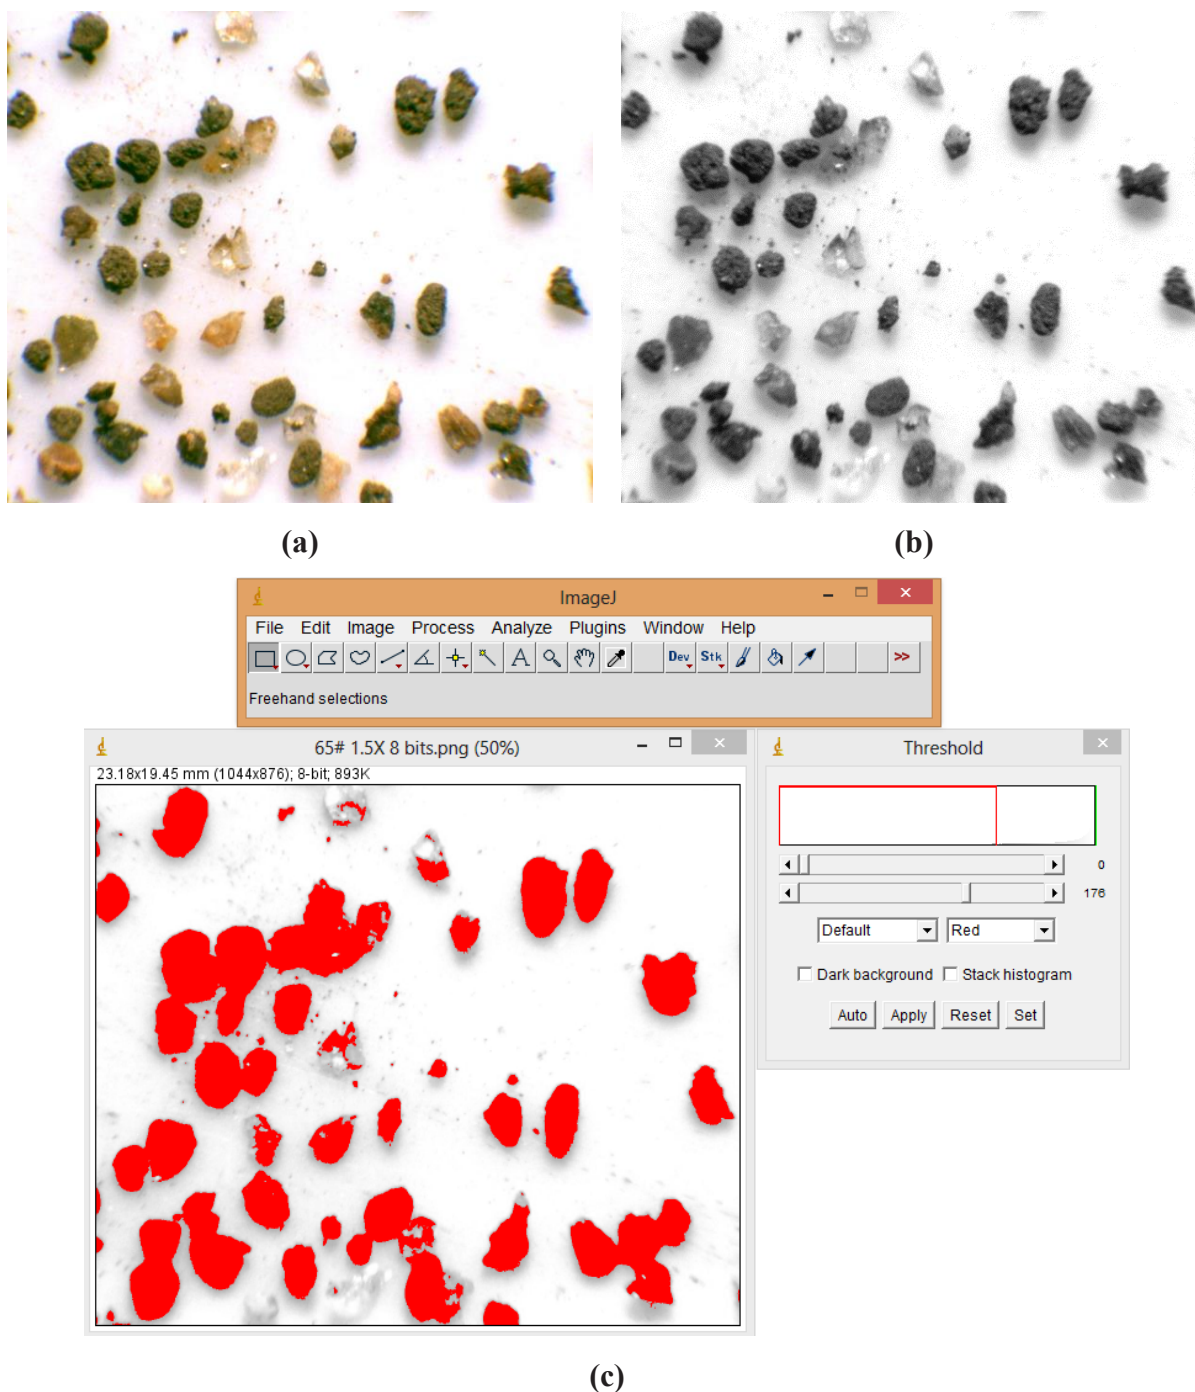 (a) (b)
ImageJ
File Edit Image Process Analyze Plugins Window Help
Dev Stk >>
Freehand selections
65# 1.5X 8 bits.png (50%)
23.18x19.45 mm (1044x876); 8-bit; 893K
Threshold
0
176
Default Red
Dark background Stack histogram
Auto Apply Reset Set
(c)